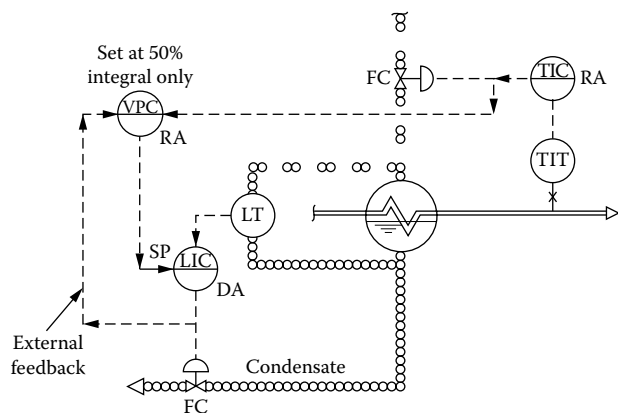 Set at 50%
integral only
FC
TIC
RA
VPC
RA
TIT
LT
SP
LIC
DA
External
feedback
Condensate
FC